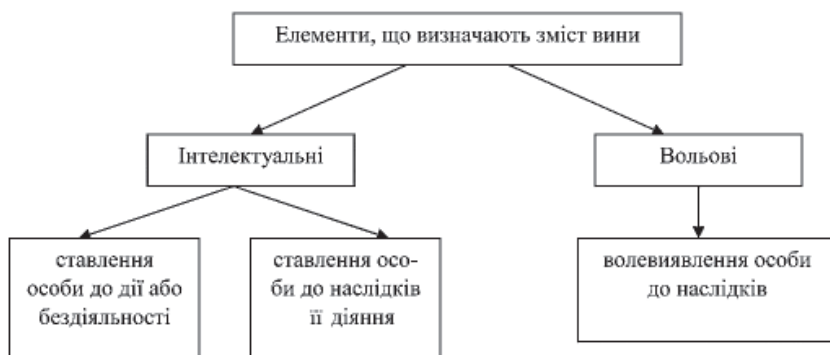 Елементи, що визначають зміст вини
Інтелектуальні
Вольові
ставлення
особи до дії або
бездіяльності
ставлення осо-
би до наслідків
її діяння
волевиявлення особи
до наслідків